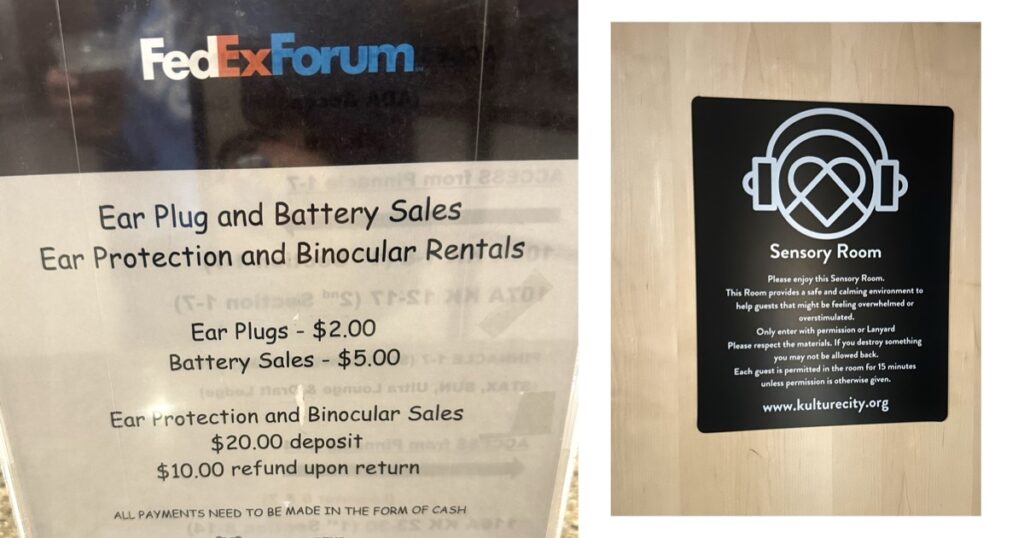 FedExForum
Ear Plug and Battery Sales
Ear Protection and Binocular Rentals
Ear Plugs - $2.00
Battery Sales - $5.00
Ear Protection and Binocular Sales
$20.00 deposit
$10.00 refund upon return
ALL PAYMENTS NEED TO BE MADE IN THE FORM OF CASH
Sensory Room
Please enjoy this Sensory Room.
This Room provides a safe and calming environment to
help guests that might be feeling overwhelmed or
overstimulated.
Only enter with permission or Lanyard
Please respect the materials. If you destroy something
you may not be allowed back.
Each guest is permitted in the room for 15 minutes
unless permission is otherwise given.
www.kulturecity.org